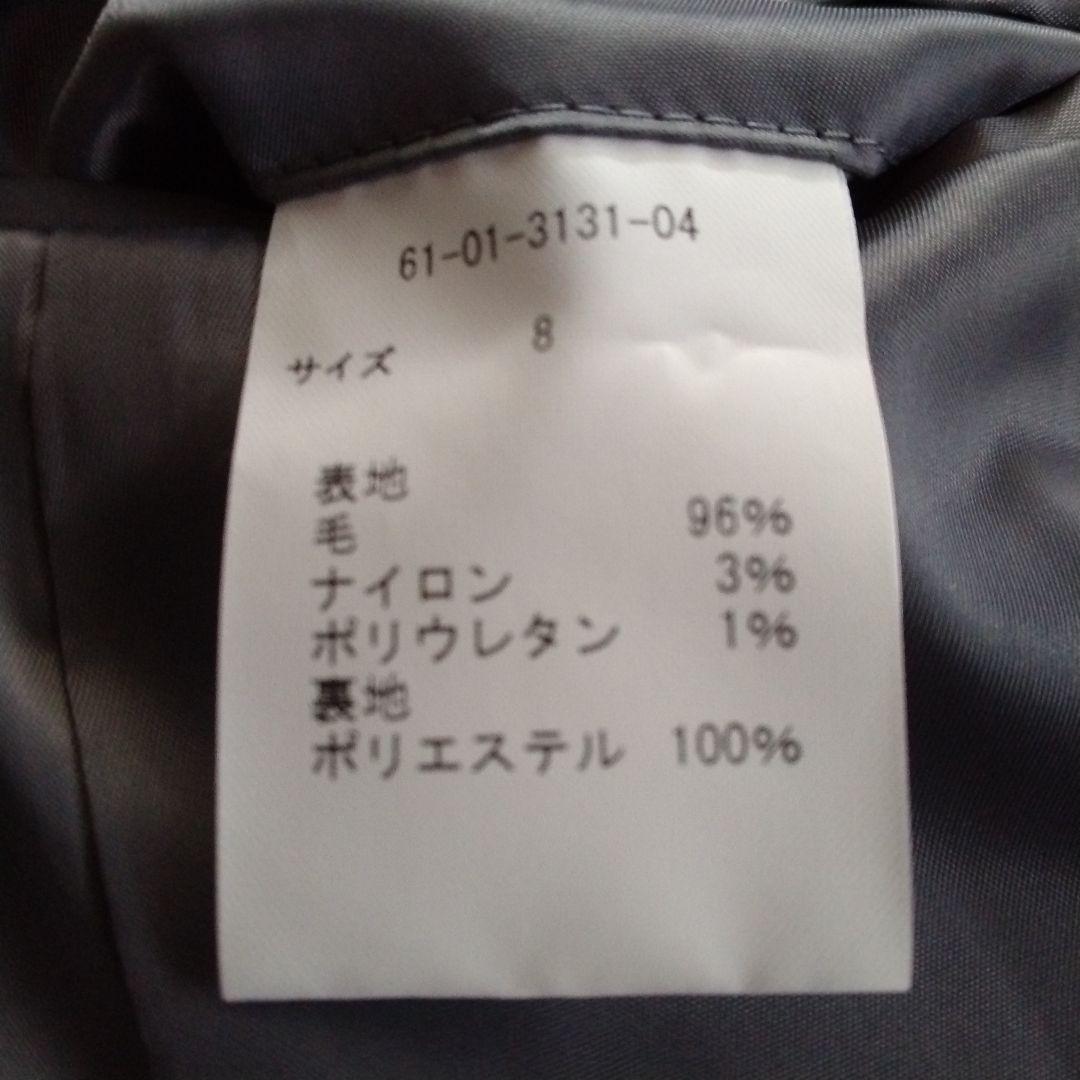 61-01-3131-04
サイズ 8
表地
毛 96%
ナイロン 3%
ポリウレタン 1%
裏地
ポリエステル 100%